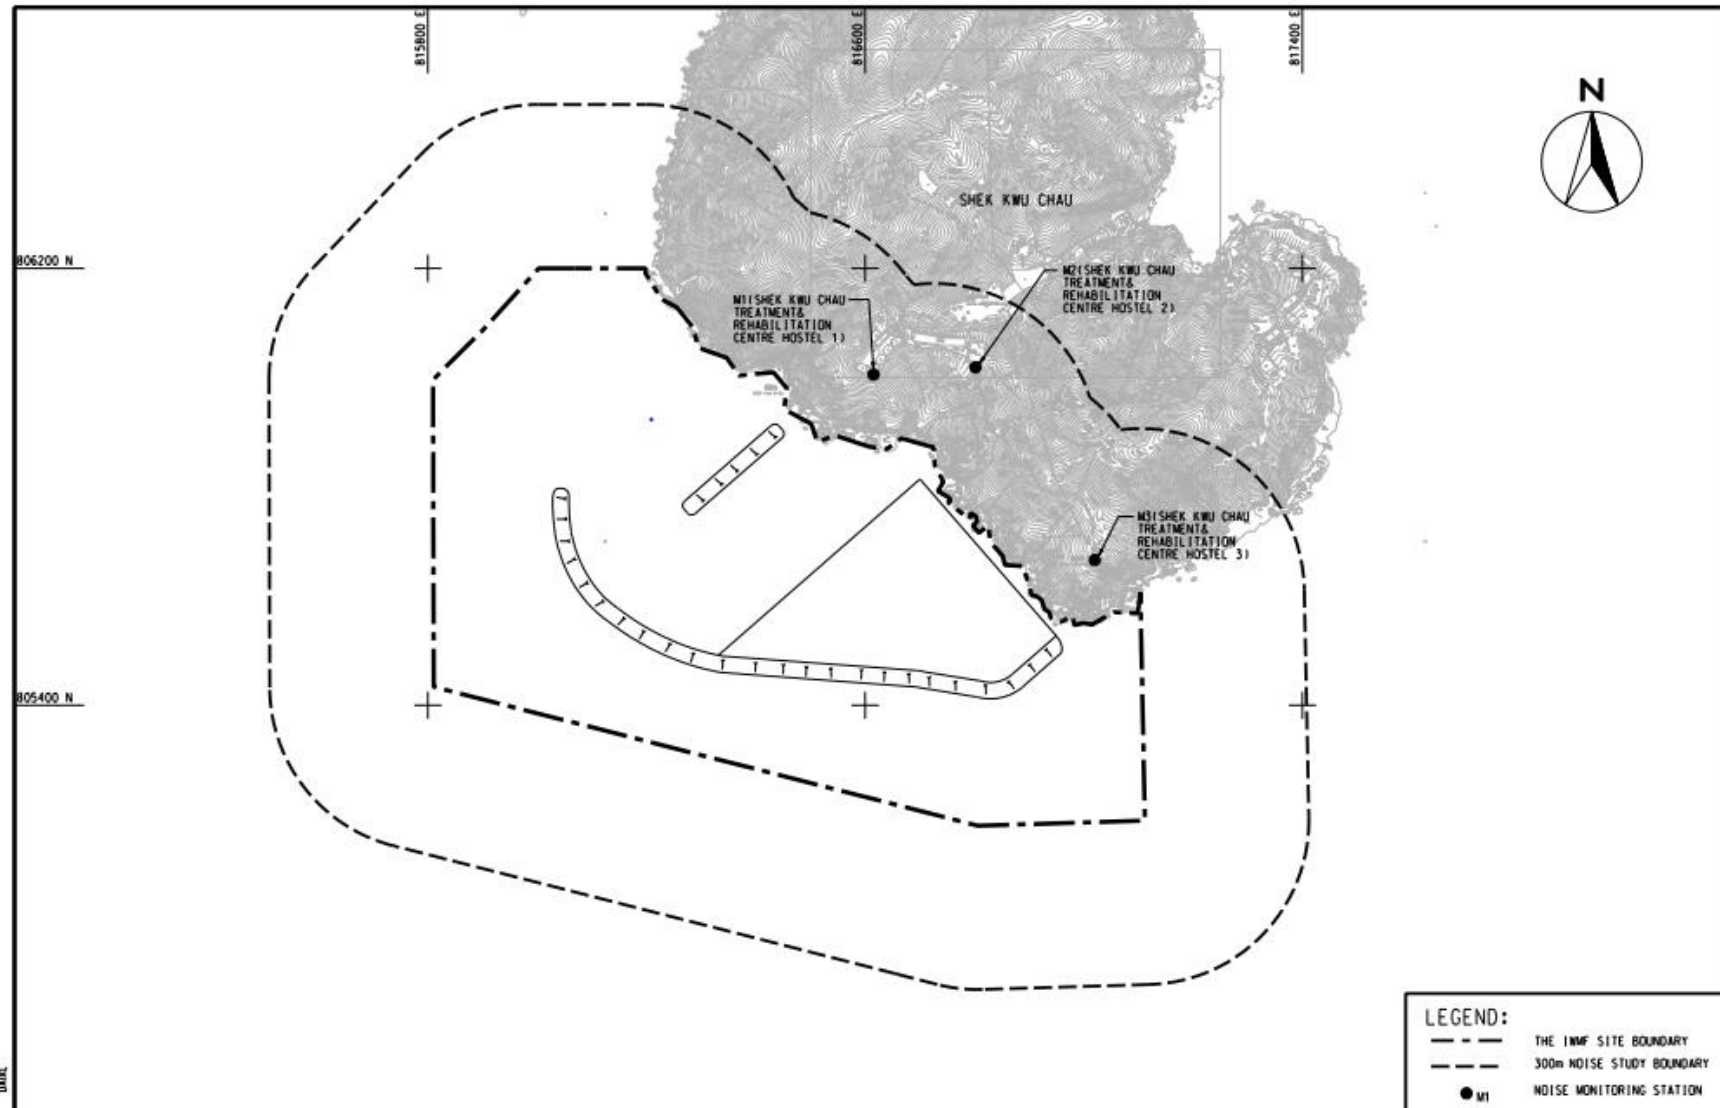 815800 E
816600 E
817400 E
N
SHEK KWU CHAU
806200 N
M1(SHEK KWU CHAU
TREATMENT&
REHABILITATION
CENTRE HOSTEL 1)
M2(SHEK KWU CHAU
TREATMENT&
REHABILITATION
CENTRE HOSTEL 2)
M3(SHEK KWU CHAU
TREATMENT&
REHABILITATION
CENTRE HOSTEL 3)
805400 N
LEGEND:
THE IWMF SITE BOUNDARY
300m NOISE STUDY BOUNDARY
M1
NOISE MONITORING STATION